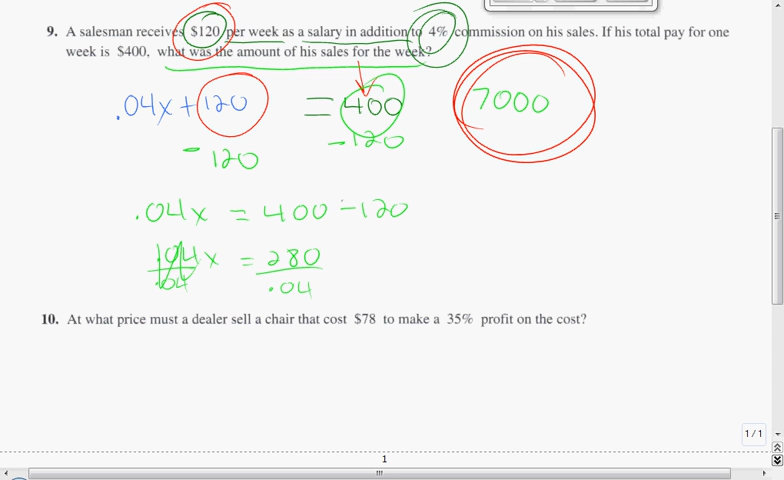 9. A salesman receives $120 per week as a salary in addition to 4% commission on his sales. If his total pay for one
week is $400, what was the amount of his sales for the week?
.04x + 120 = 400
7000
- 120 -120
.04x = 400 - 120
.04x = 280
.04 .04
10. At what price must a dealer sell a chair that cost $78 to make a 35% profit on the cost?
1 / 1
1